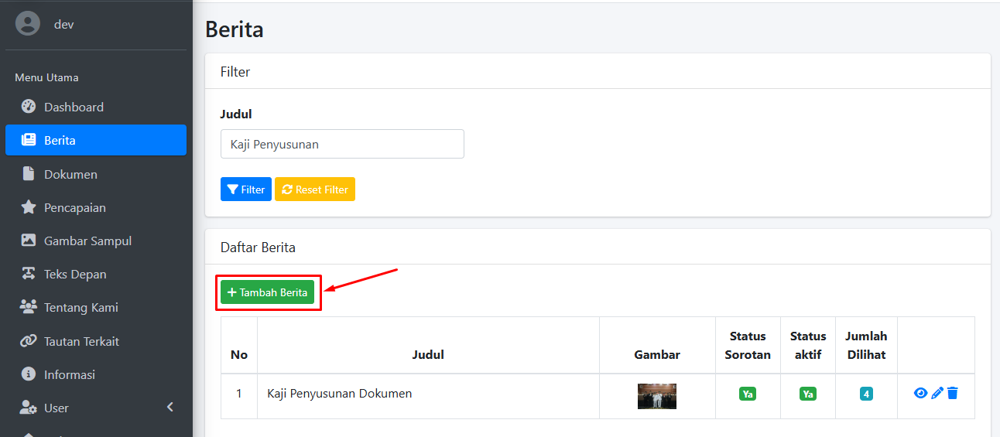 dev
Menu Utama
Dashboard
Berita
Dokumen
Pencapaian
Gambar Sampul
Teks Depan
Tentang Kami
Tautan Terkait
Informasi
User
Berita
Filter
Judul
Kaji Penyusunan
Filter Reset Filter
Daftar Berita
+ Tambah Berita
No Judul Gambar Status Sorotan Status aktif Jumlah Dilihat
1 Kaji Penyusunan Dokumen Ya Ya 4